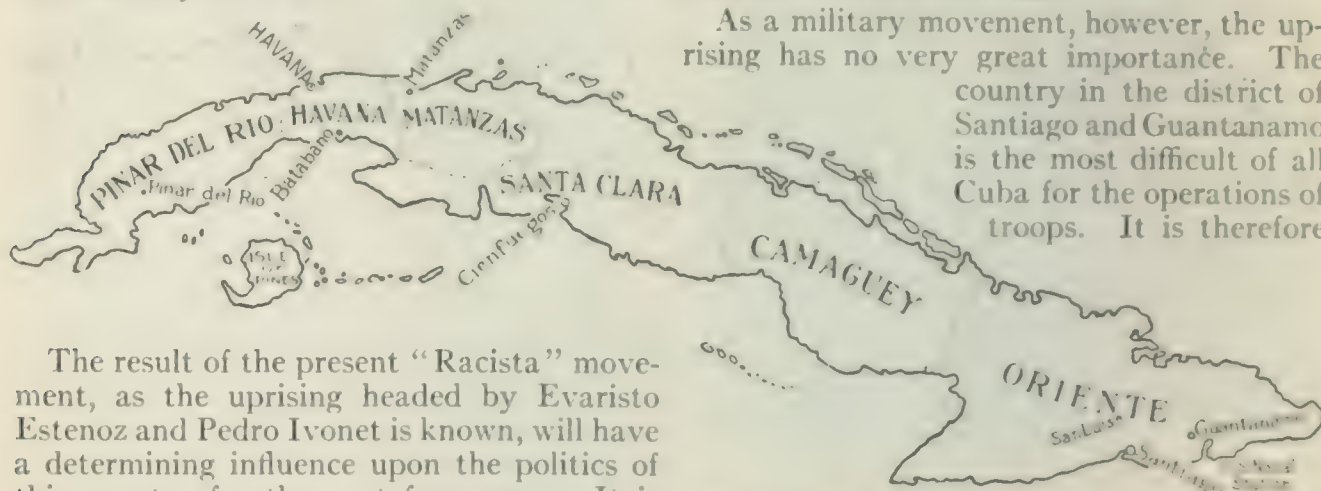 As a military movement, however, the up-
rising has no very great importance. The
country in the district of
Santiago and Guantanamo
is the most difficult of all
Cuba for the operations of
troops. It is therefore
HAVANA
Matanzas
PINAR DEL RIO
HAVANA
MATANZAS
Pinar del Rio
Batabano
SANTA CLARA
Cienfuegos
ISLE
OF
PINES
CAMAGUEY
ORIENTE
San Luis
The result of the present “Racista” move-
ment, as the uprising headed by Evaristo
Estenoz and Pedro Ivonet is known, will have
a determining influence upon the politics of